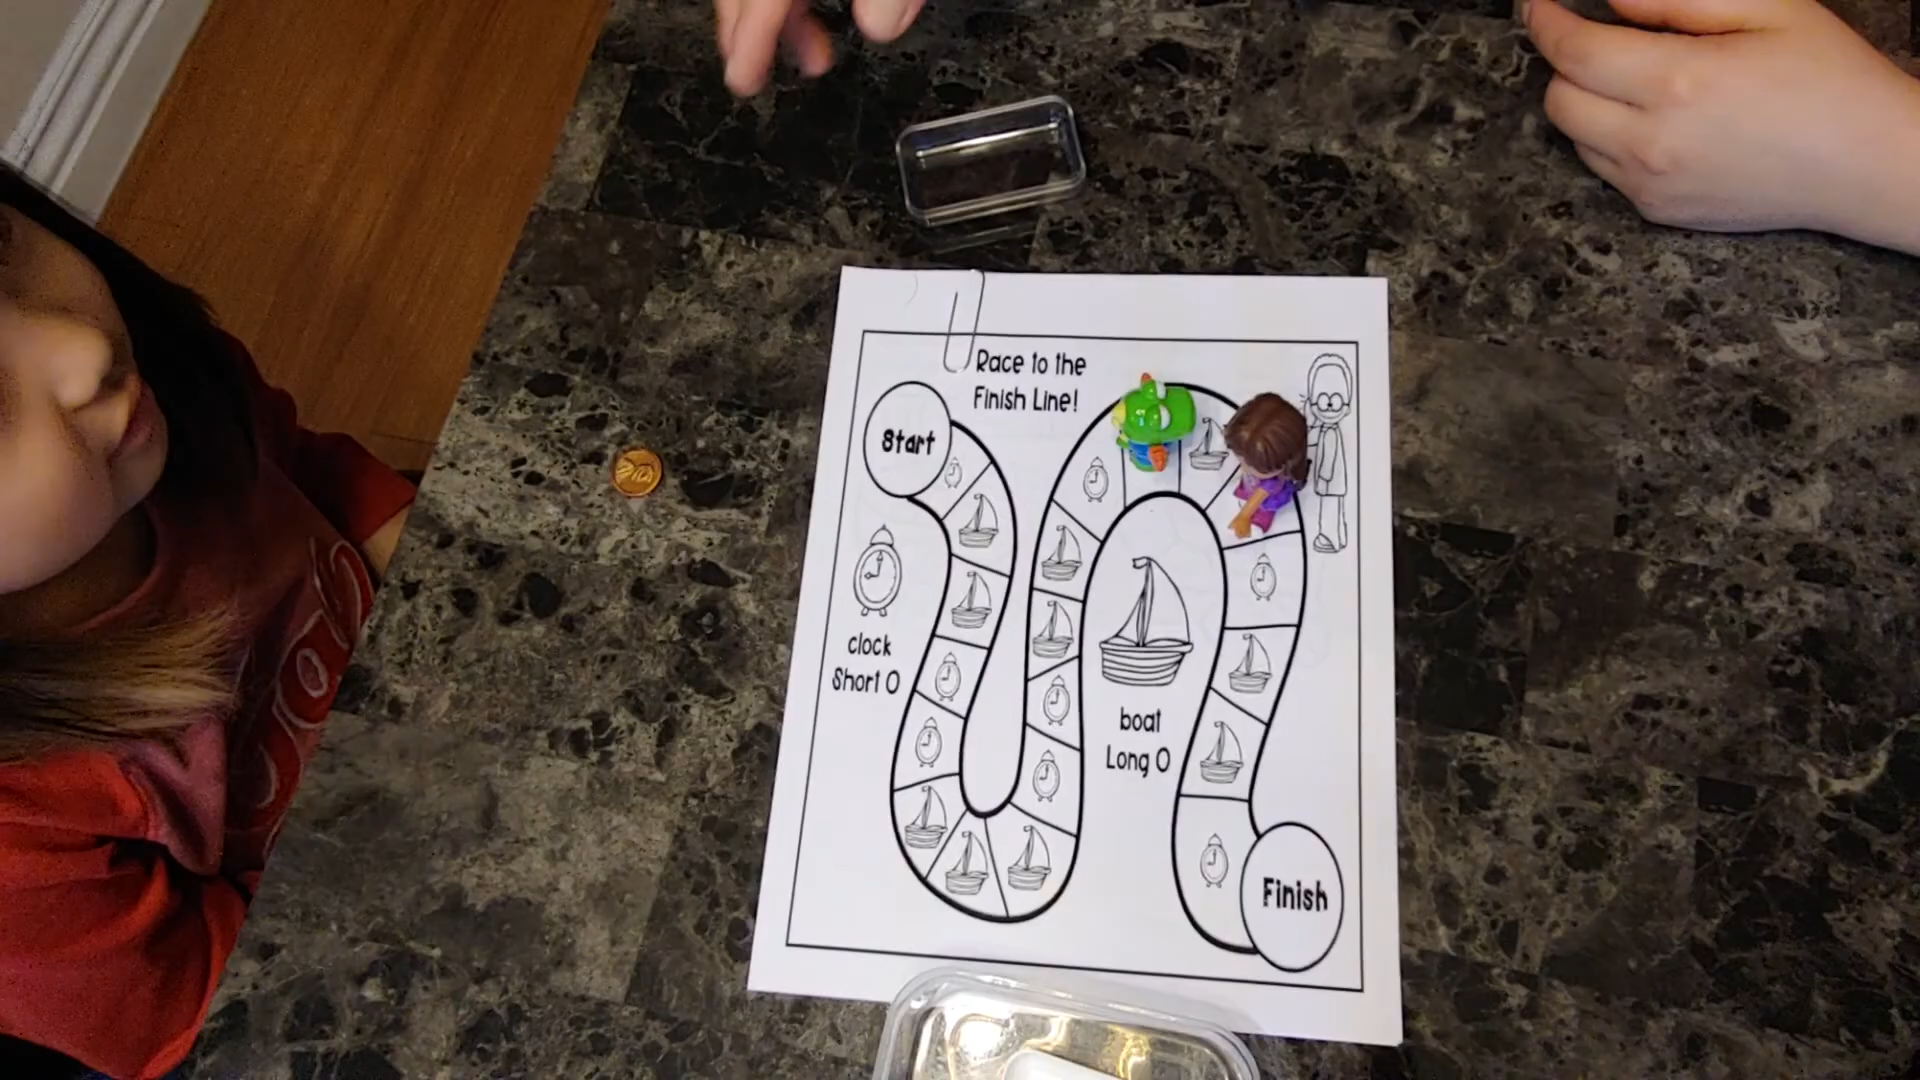 Race to the
Finish Line!
Start
clock
Short O
boat
Long O
Finish